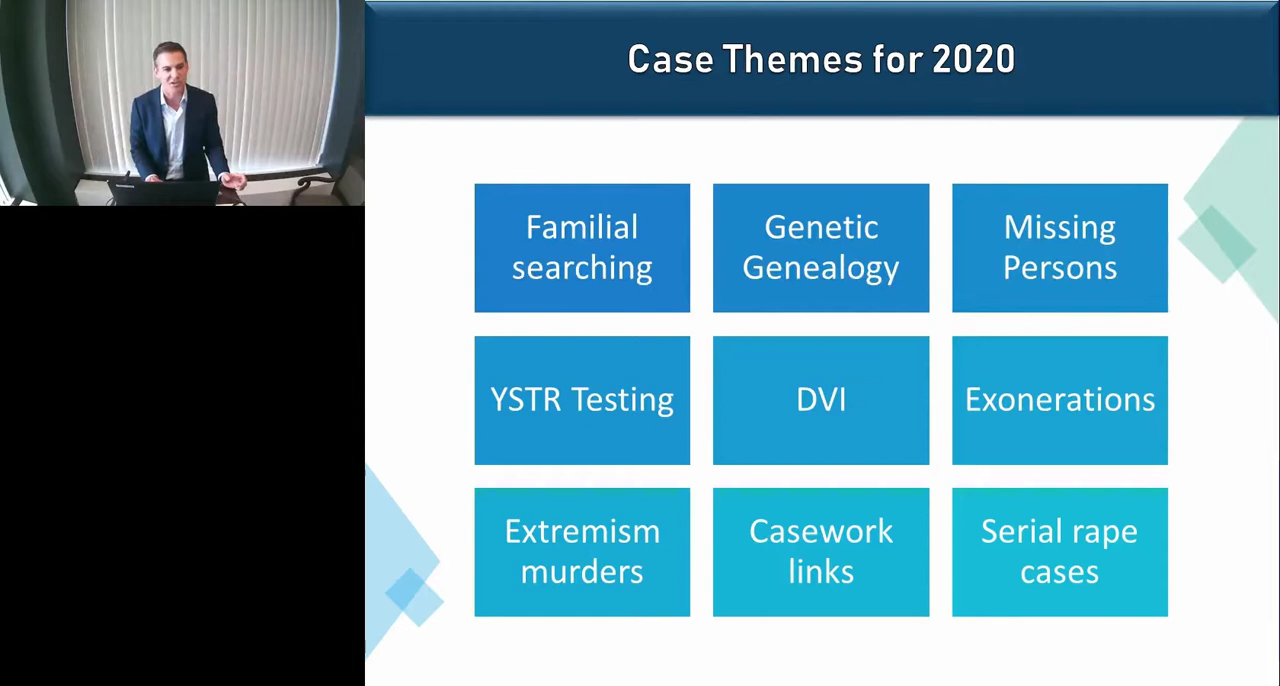 Case Themes for 2020
Familial
searching
Genetic
Genealogy
Missing
Persons
YSTR Testing
DVI
Exonerations
Extremism
murders
Casework
links
Serial rape
cases